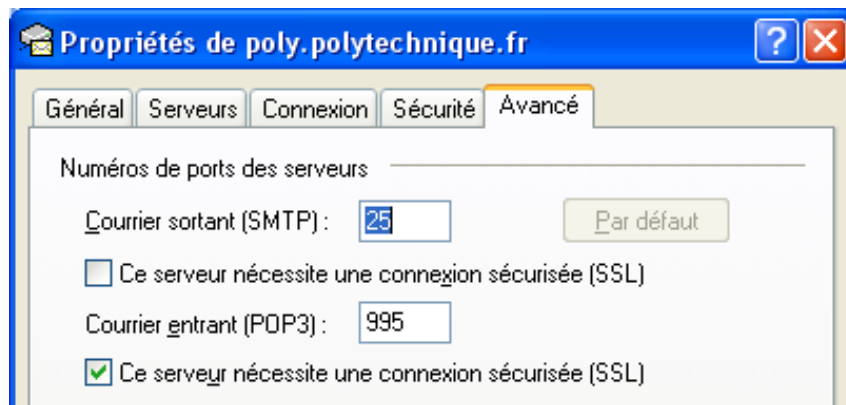 Propriétés de poly.polytechnique.fr
Général Serveurs Connexion Sécurité Avancé
Numéros de ports des serveurs
Courrier sortant (SMTP) : 25 Par défaut
Ce serveur nécessite une connexion sécurisée (SSL)
Courrier entrant (POP3) : 995
Ce serveur nécessite une connexion sécurisée (SSL)